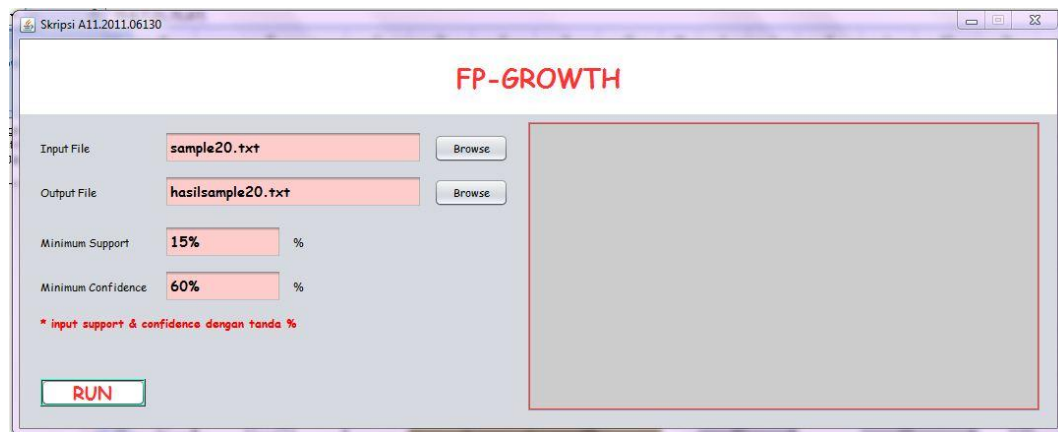 Skripsi A11.2011.06130
FP-GROWTH
Input File sample20.txt Browse
Output File hasilsample20.txt Browse
Minimum Support 15% %
Minimum Confidence 60% %
* input support & confidence dengan tanda %
RUN